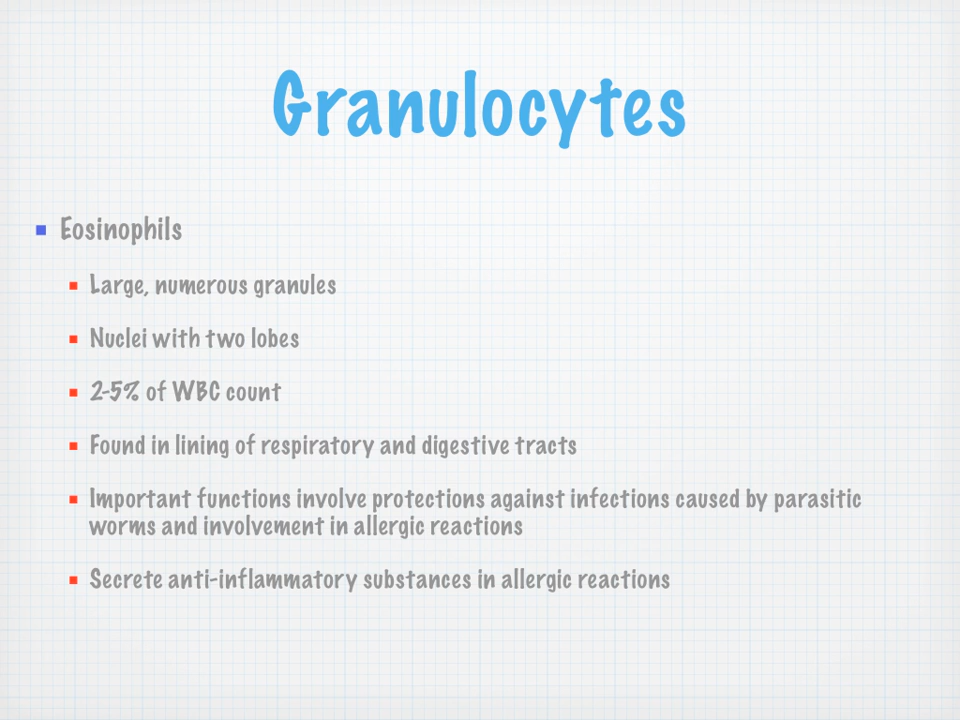 Granulocytes
Eosinophils
Large, numerous granules
Nuclei with two lobes
2-5% of WBC count
Found in lining of respiratory and digestive tracts
Important functions involve protections against infections caused by parasitic
worms and involvement in allergic reactions
Secrete anti-inflammatory substances in allergic reactions